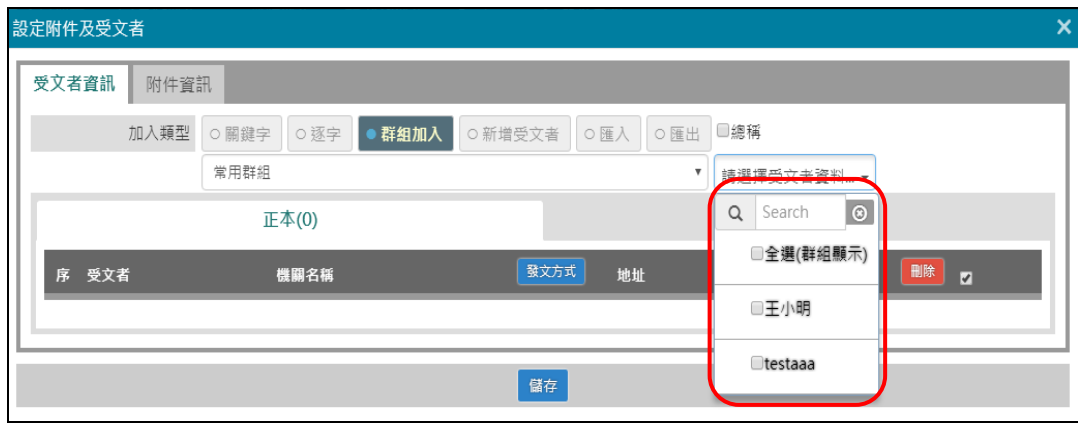 設定附件及受文者
受文者資訊 附件資訊
加入類型 關鍵字 逐字 群組加入 新增受文者 匯入 匯出 總稱
常用群組 請選擇受文者資料...
正本(0) Search
全選(群組顯示)
序 受文者 機關名稱 發文方式 地址 刪除
王小明
testaaa
儲存